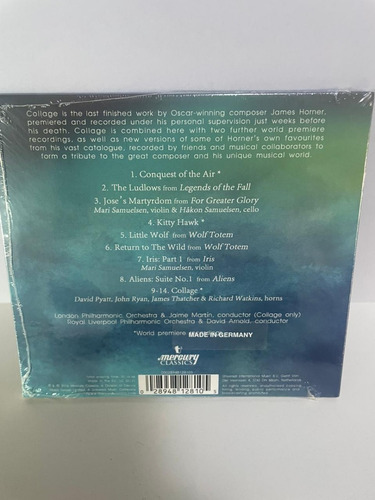 Collage is the last finished work by Oscar-winning composer James Horner,
premiered and recorded under his personal supervision just weeks before
his death. Collage is combined here with two further world premiere
recordings, as well as new versions of some of Horner's own favourites
from his vast catalogue, recorded by friends and musical collaborators to
form a tribute to the great composer and his unique musical world.
1. Conquest of the Air *
2. The Ludlows from Legends of the Fall
3. Jose's Martyrdom from For Greater Glory
Mari Samuelsen, violin & Håkon Samuelsen, cello
4. Kitty Hawk *
5. Little Wolf from Wolf Totem
6. Return to The Wild from Wolf Totem
7. Iris: Part 1 from Iris
Mari Samuelsen, violin
8. Aliens: Suite No.1 from Aliens
9-14. Collage *
David Pyatt, John Ryan, James Thatcher & Richard Watkins, horns
London Philharmonic Orchestra & Jaime Martín, conductor (Collage only)
Royal Liverpool Philharmonic Orchestra & David Arnold, conductor
*World premiere
MADE IN GERMANY
mercury
CLASSICS
28948 12810